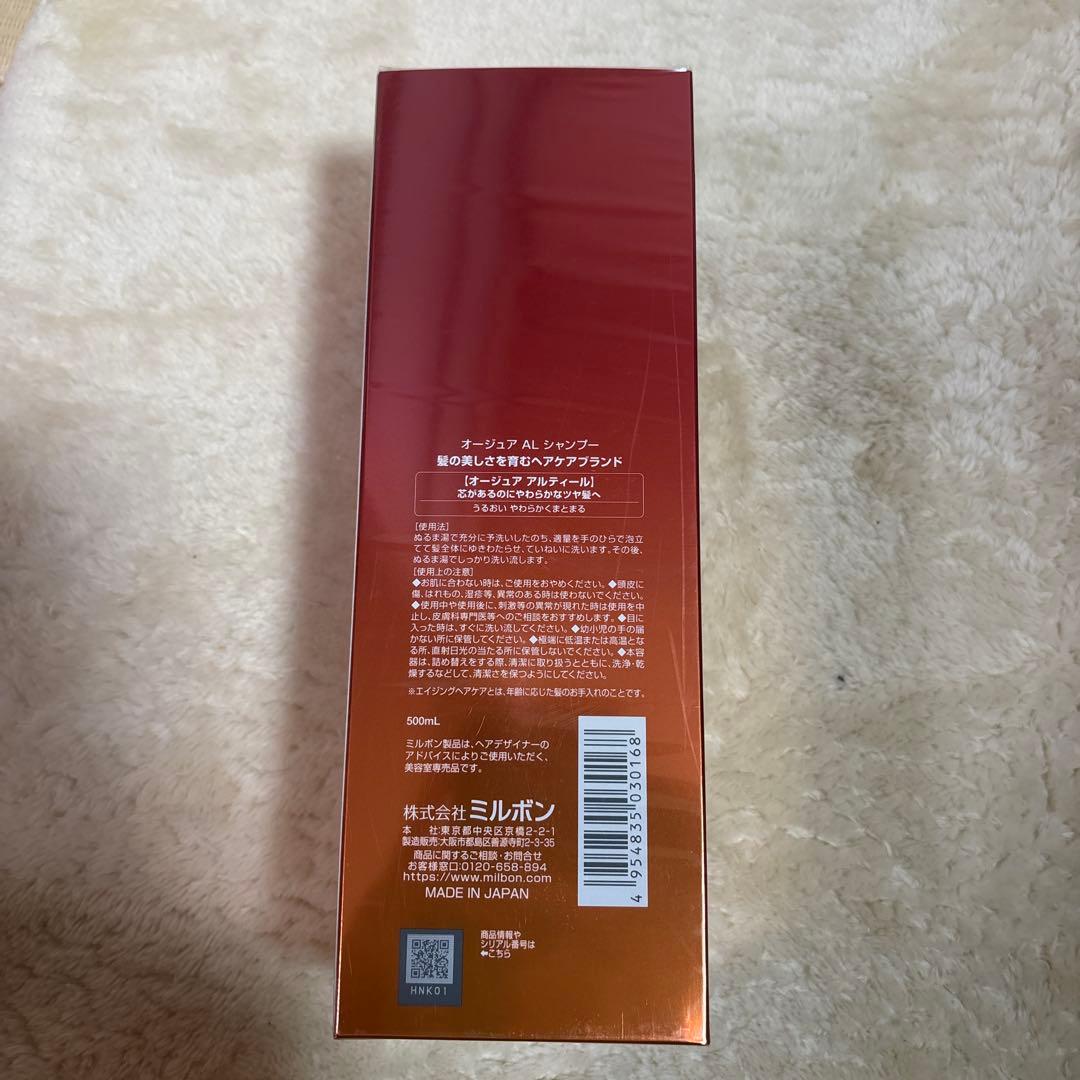 オージュア AL シャンプー
髪の美しさを育むヘアケアブランド
【オージュア アルティール】
芯があるのにやわらかなツヤ髪へ
うるおい やわらかくまとまる
[使用法]
ぬるま湯で充分に予洗いしたのち、適量を手のひらで泡立
てて髪全体にゆきわたらせ、ていねいに洗います。その後、
ぬるま湯でしっかり洗い流します。
[使用上の注意]
◆お肌に合わない時は、ご使用をおやめください。◆頭皮に
傷、はれもの、湿疹等、異常のある時は使わないでください。
◆使用中や使用後に、刺激等の異常が現れた時は使用を中
止し、皮膚科専門医等へのご相談をおすすめします。◆目に
入った時は、すぐに洗い流してください。◆幼小児の手の届
かない所に保管してください。◆極端に低温または高温とな
る所、直射日光の当たる所に保管しないでください。◆本容
器は、詰め替えをする際、清潔に取り扱うとともに、洗浄・乾
燥するなどして、清潔さを保つようにしてください。
※エイジングヘアケアとは、年齢に応じた髪のお手入れのことです。
500mL
ミルボン製品は、ヘアデザイナーの
アドバイスによりご使用いただく、
美容室専売品です。
株式会社ミルボン
本 社:東京都中央区京橋2-2-1
製造販売:大阪市都島区善源寺町2-3-35
商品に関するご相談・お問合せ
お客様窓口:0120-658-894
https://www.milbon.com
MADE IN JAPAN
4 954835 030168
商品情報や
シリアル番号は
⬅こちら
HNK01